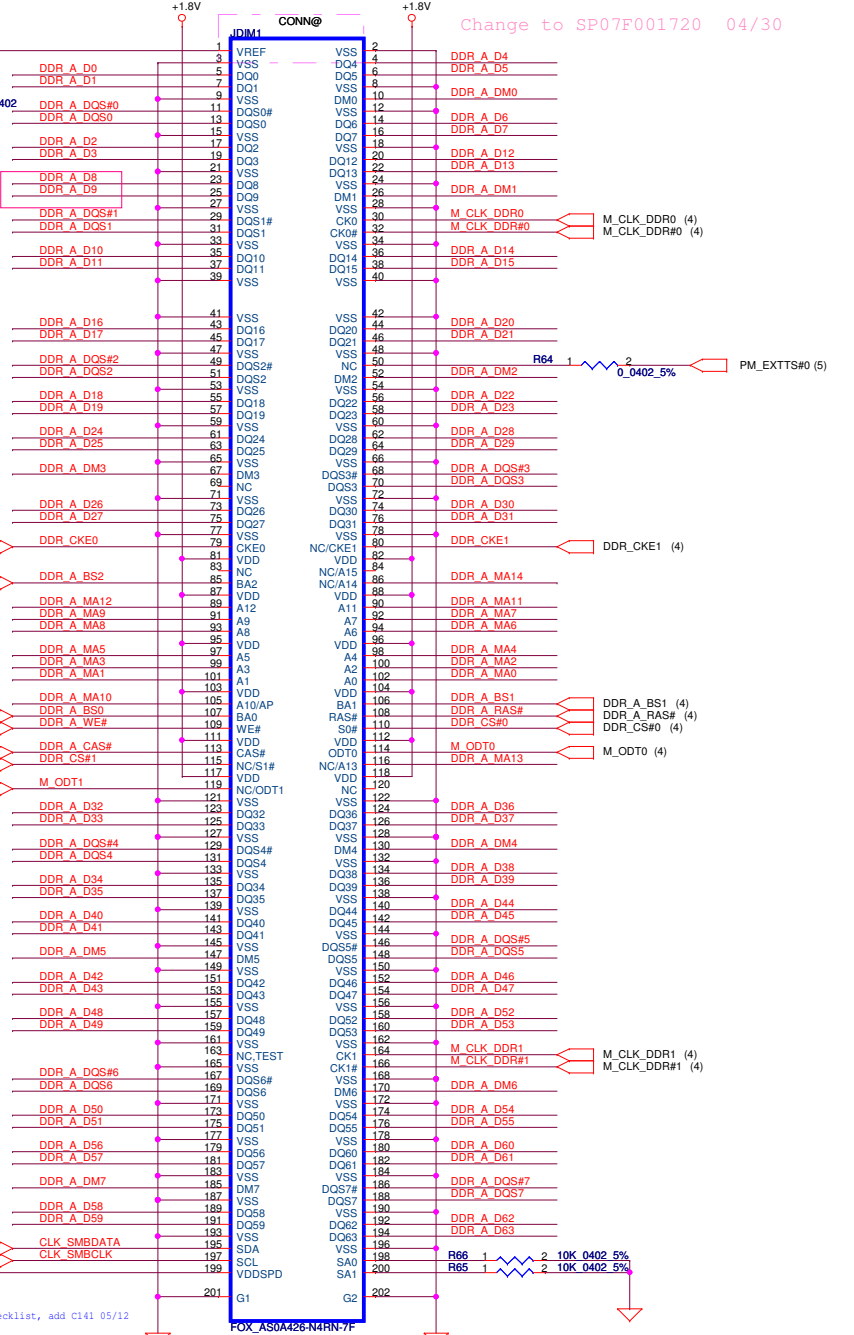 +1.8V +1.8V
CONN@ Change to SP07F001720 04/30
JDIM1
1 VREF VSS 2
3 VSS DQ4 4 DDR_A_D4
DDR_A_D0 5 DQ0 DQ5 6 DDR_A_D5
DDR_A_D1 7 DQ1 VSS 8
9 VSS DM0 10 DDR_A_DM0
402 DDR_A_DQS#0 11 DQS0# VSS 12
DDR_A_DQS0 13 DQS0 DQ6 14 DDR_A_D6
15 VSS DQ7 16 DDR_A_D7
DDR_A_D2 17 DQ2 VSS 18
DDR_A_D3 19 DQ3 DQ12 20 DDR_A_D12
21 VSS DQ13 22 DDR_A_D13
DDR_A_D8 23 DQ8 VSS 24
DDR_A_D9 25 DQ9 DM1 26 DDR_A_DM1
27 VSS VSS 28
DDR_A_DQS#1 29 DQS1# CK0 30 M_CLK_DDR0 M_CLK_DDR0 (4)
DDR_A_DQS1 31 DQS1 CK0# 32 M_CLK_DDR#0 M_CLK_DDR#0 (4)
33 VSS VSS 34
DDR_A_D10 35 DQ10 DQ14 36 DDR_A_D14
DDR_A_D11 37 DQ11 DQ15 38 DDR_A_D15
39 VSS VSS 40
41 VSS VSS 42
DDR_A_D16 43 DQ16 DQ20 44 DDR_A_D20
DDR_A_D17 45 DQ17 DQ21 46 DDR_A_D21
47 VSS VSS 48
DDR_A_DQS#2 49 DQS2# NC 50 R64 1 2 0_0402_5% PM_EXTTS#0 (5)
DDR_A_DQS2 51 DQS2 DM2 52 DDR_A_DM2
53 VSS VSS 54
DDR_A_D18 55 DQ18 DQ22 56 DDR_A_D22
DDR_A_D19 57 DQ19 DQ23 58 DDR_A_D23
59 VSS VSS 60
DDR_A_D24 61 DQ24 DQ28 62 DDR_A_D28
DDR_A_D25 63 DQ25 DQ29 64 DDR_A_D29
65 VSS VSS 66
DDR_A_DM3 67 DM3 DQS3# 68 DDR_A_DQS#3
69 NC DQS3 70 DDR_A_DQS3
71 VSS VSS 72
DDR_A_D26 73 DQ26 DQ30 74 DDR_A_D30
DDR_A_D27 75 DQ27 DQ31 76 DDR_A_D31
77 VSS VSS 78
DDR_CKE0 79 CKE0 NC/CKE1 80 DDR_CKE1 DDR_CKE1 (4)
81 VDD VDD 82
83 NC NC/A15 84
DDR_A_BS2 85 BA2 NC/A14 86 DDR_A_MA14
87 VDD VDD 88
DDR_A_MA12 89 A12 A11 90 DDR_A_MA11
DDR_A_MA9 91 A9 A7 92 DDR_A_MA7
DDR_A_MA8 93 A8 A6 94 DDR_A_MA6
95 VDD VDD 96
DDR_A_MA5 97 A5 A4 98 DDR_A_MA4
DDR_A_MA3 99 A3 A2 100 DDR_A_MA2
DDR_A_MA1 101 A1 A0 102 DDR_A_MA0
103 VDD VDD 104
DDR_A_MA10 105 A10/AP BA1 106 DDR_A_BS1 DDR_A_BS1 (4)
DDR_A_BS0 107 BA0 RAS# 108 DDR_A_RAS# DDR_A_RAS# (4)
DDR_A_WE# 109 WE# S0# 110 DDR_CS#0 DDR_CS#0 (4)
111 VDD VDD 112
DDR_A_CAS# 113 CAS# ODT0 114 M_ODT0 M_ODT0 (4)
DDR_CS#1 115 NC/S1# NC/A13 116 DDR_A_MA13
117 VDD VDD 118
M_ODT1 119 NC/ODT1 NC 120
121 VSS VSS 122
DDR_A_D32 123 DQ32 DQ36 124 DDR_A_D36
DDR_A_D33 125 DQ33 DQ37 126 DDR_A_D37
127 VSS VSS 128
DDR_A_DQS#4 129 DQS4# DM4 130 DDR_A_DM4
DDR_A_DQS4 131 DQS4 VSS 132
133 VSS DQ38 134 DDR_A_D38
DDR_A_D34 135 DQ34 DQ39 136 DDR_A_D39
DDR_A_D35 137 DQ35 VSS 138
139 VSS DQ44 140 DDR_A_D44
DDR_A_D40 141 DQ40 DQ45 142 DDR_A_D45
DDR_A_D41 143 DQ41 VSS 144
145 VSS DQS5# 146 DDR_A_DQS#5
DDR_A_DM5 147 DM5 DQS5 148 DDR_A_DQS5
149 VSS VSS 150
DDR_A_D42 151 DQ42 DQ46 152 DDR_A_D46
DDR_A_D43 153 DQ43 DQ47 154 DDR_A_D47
155 VSS VSS 156
DDR_A_D48 157 DQ48 DQ52 158 DDR_A_D52
DDR_A_D49 159 DQ49 DQ53 160 DDR_A_D53
161 VSS VSS 162
163 NC,TEST CK1 164 M_CLK_DDR1 M_CLK_DDR1 (4)
165 VSS CK1# 166 M_CLK_DDR#1 M_CLK_DDR#1 (4)
DDR_A_DQS#6 167 DQS6# VSS 168
DDR_A_DQS6 169 DQS6 DM6 170 DDR_A_DM6
171 VSS VSS 172
DDR_A_D50 173 DQ50 DQ54 174 DDR_A_D54
DDR_A_D51 175 DQ51 DQ55 176 DDR_A_D55
177 VSS VSS 178
DDR_A_D56 179 DQ56 DQ60 180 DDR_A_D60
DDR_A_D57 181 DQ57 DQ61 182 DDR_A_D61
183 VSS VSS 184
DDR_A_DM7 185 DM7 DQS7# 186 DDR_A_DQS#7
187 VSS DQS7 188 DDR_A_DQS7
DDR_A_D58 189 DQ58 VSS 190
DDR_A_D59 191 DQ59 DQ62 192 DDR_A_D62
193 VSS DQ63 194 DDR_A_D63
CLK_SMBDATA 195 SDA VSS 196
CLK_SMBCLK 197 SCL SA0 198 R66 1 2 10K_0402_5%
199 VDDSPD SA1 200 R65 1 2 10K_0402_5%
201 G1 G2 202
ecklist, add C141 05/12
FOX_AS0A426-N4RN-7F